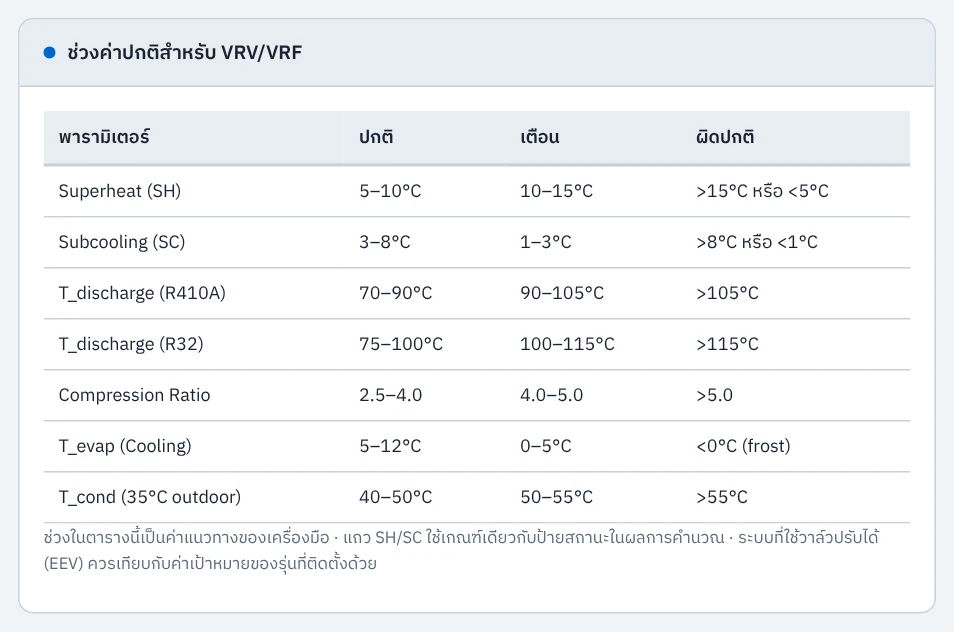 ช่วงค่าปกติสำหรับ VRV/VRF
พารามิเตอร์ ปกติ เตือน ผิดปกติ
Superheat (SH) 5–10°C 10–15°C >15°C หรือ <5°C
Subcooling (SC) 3–8°C 1–3°C >8°C หรือ <1°C
T_discharge (R410A) 70–90°C 90–105°C >105°C
T_discharge (R32) 75–100°C 100–115°C >115°C
Compression Ratio 2.5–4.0 4.0–5.0 >5.0
T_evap (Cooling) 5–12°C 0–5°C <0°C (frost)
T_cond (35°C outdoor) 40–50°C 50–55°C >55°C
ช่วงในตารางนี้เป็นค่าแนวทางของเครื่องมือ · แถว SH/SC ใช้เกณฑ์เดียวกับป้ายสถานะในผลการคำนวณ · ระบบที่ใช้วาล์วปรับได้
(EEV) ควรเทียบกับค่าเป้าหมายของรุ่นที่ติดตั้งด้วย